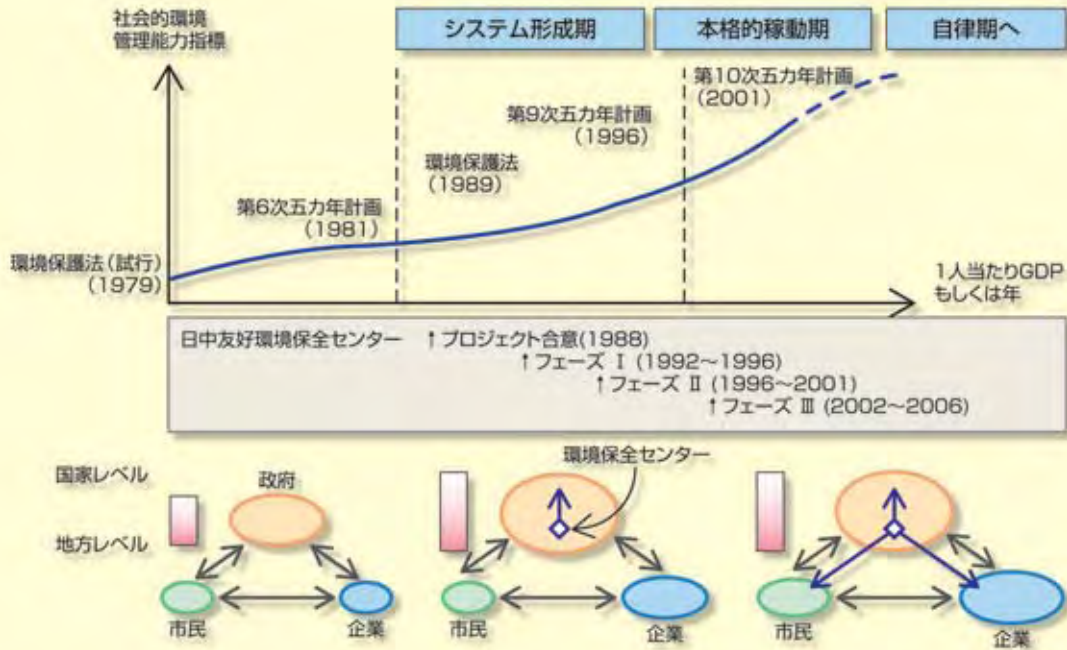 社会的環境
管理能力指標
システム形成期
本格的稼動期
自律期へ
第10次五カ年計画
(2001)
第9次五カ年計画
(1996)
環境保護法
(1989)
第6次五カ年計画
(1981)
環境保護法(試行)
(1979)
1人当たりGDP
もしくは年
日中友好環境保全センター ↑プロジェクト合意(1988)
↑フェーズ Ⅰ (1992～1996)
↑フェーズ Ⅱ (1996～2001)
↑フェーズ Ⅲ (2002～2006)
環境保全センター
国家レベル
政府
地方レベル
市民
企業
市民
企業
市民
企業